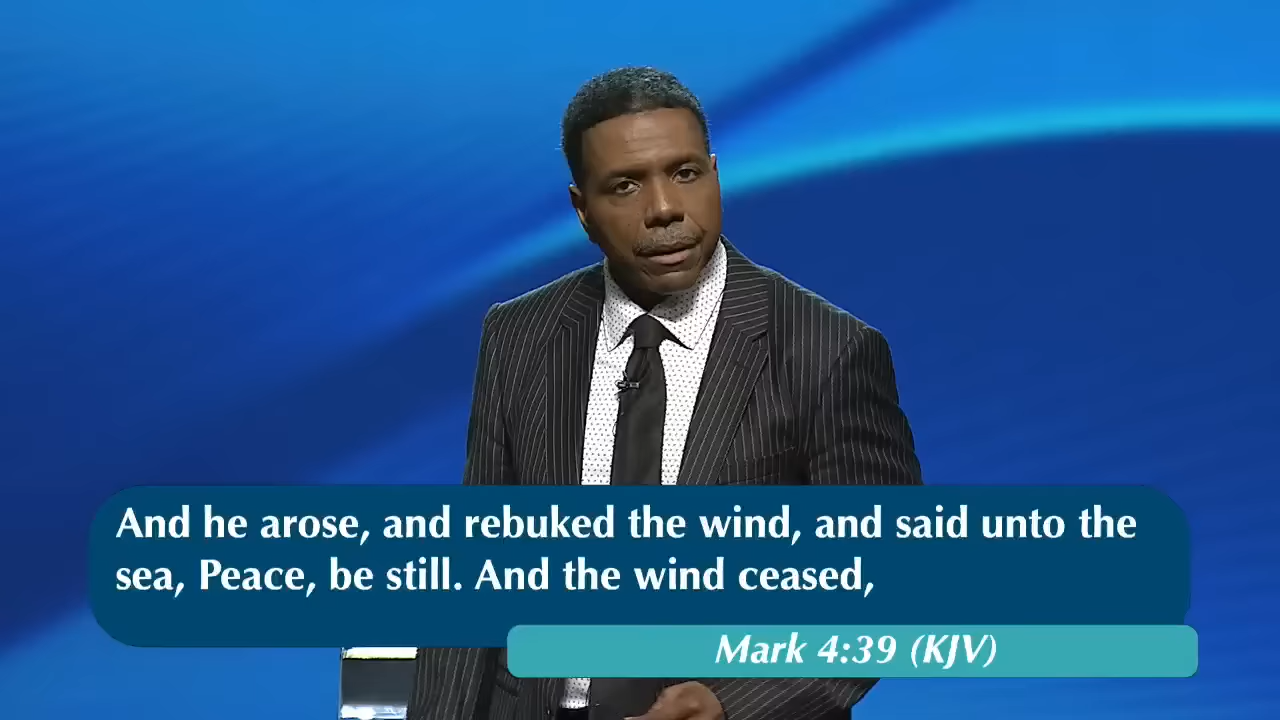 And he arose, and rebuked the wind, and said unto the
sea, Peace, be still. And the wind ceased,
Mark 4:39 (KJV)